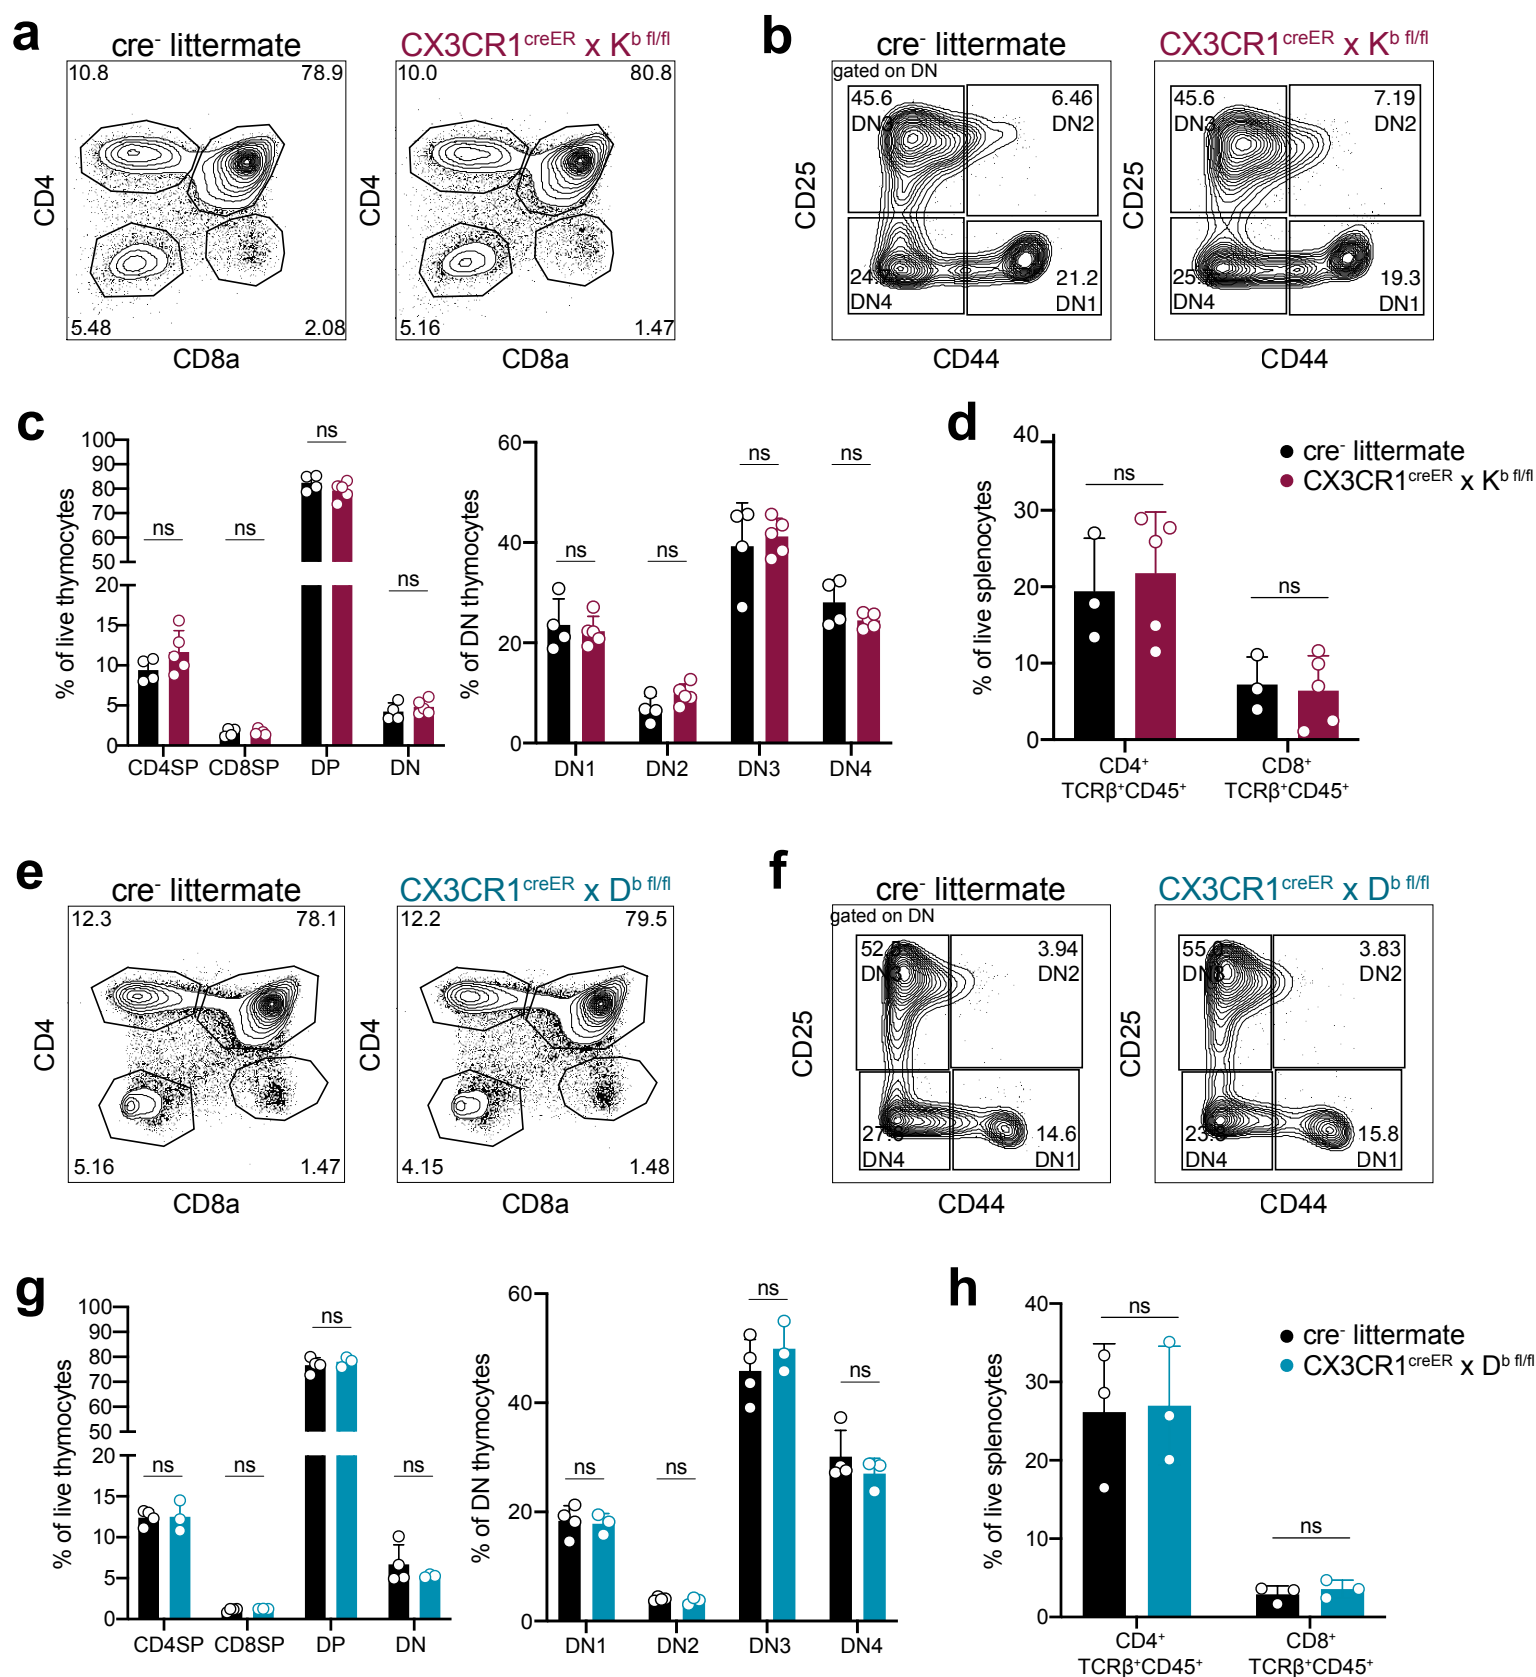 a
cre- littermate
CX3CR1creER x Kb fl/fl
10.8 78.9
10.0 80.8
CD4
CD4
5.48 2.08
5.16 1.47
CD8a
CD8a
b
cre- littermate
CX3CR1creER x Kb fl/fl
gated on DN
45.6 6.46
DN3 DN2
45.6 7.19
DN3 DN2
CD25
CD25
21.2
DN4 DN1
19.3
DN4 DN1
CD44
CD44
c
% of live thymocytes
100
90
80
70
60
50
20
15
10
5
0
ns
ns
ns
ns
CD4SP CD8SP DP DN
% of DN thymocytes
60
40
20
0
ns
ns
ns
ns
DN1 DN2 DN3 DN4
d
% of live splenocytes
40
30
20
10
0
ns
ns
CD4+
TCRβ+CD45+
CD8+
TCRβ+CD45+
cre- littermate
CX3CR1creER x Kb fl/fl
e
cre- littermate
CX3CR1creER x Db fl/fl
12.3 78.1
12.2 79.5
CD4
CD4
5.16 1.47
4.15 1.48
CD8a
CD8a
f
cre- littermate
CX3CR1creER x Db fl/fl
gated on DN
3.94
DN3 DN2
3.83
DN3 DN2
CD25
CD25
14.6
DN4 DN1
15.8
DN4 DN1
CD44
CD44
g
% of live thymocytes
100
90
80
70
60
50
20
15
10
5
0
ns
ns
ns
ns
CD4SP CD8SP DP DN
% of DN thymocytes
60
40
20
0
ns
ns
ns
ns
DN1 DN2 DN3 DN4
h
% of live splenocytes
40
30
20
10
0
ns
ns
CD4+
TCRβ+CD45+
CD8+
TCRβ+CD45+
cre- littermate
CX3CR1creER x Db fl/fl